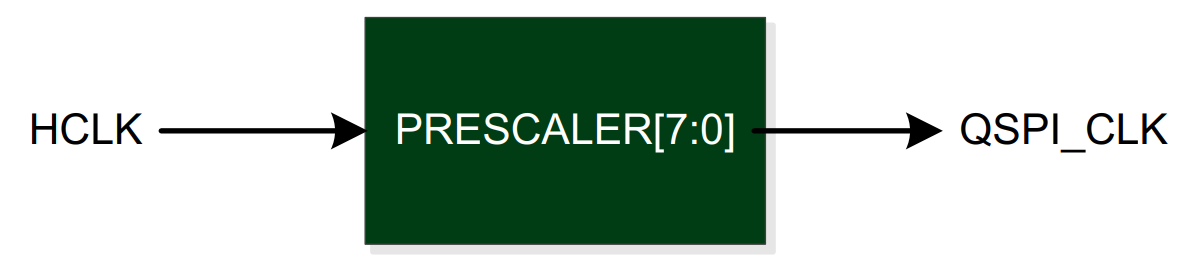 HCLK
PRESCALER[7:0]
QSPI_CLK